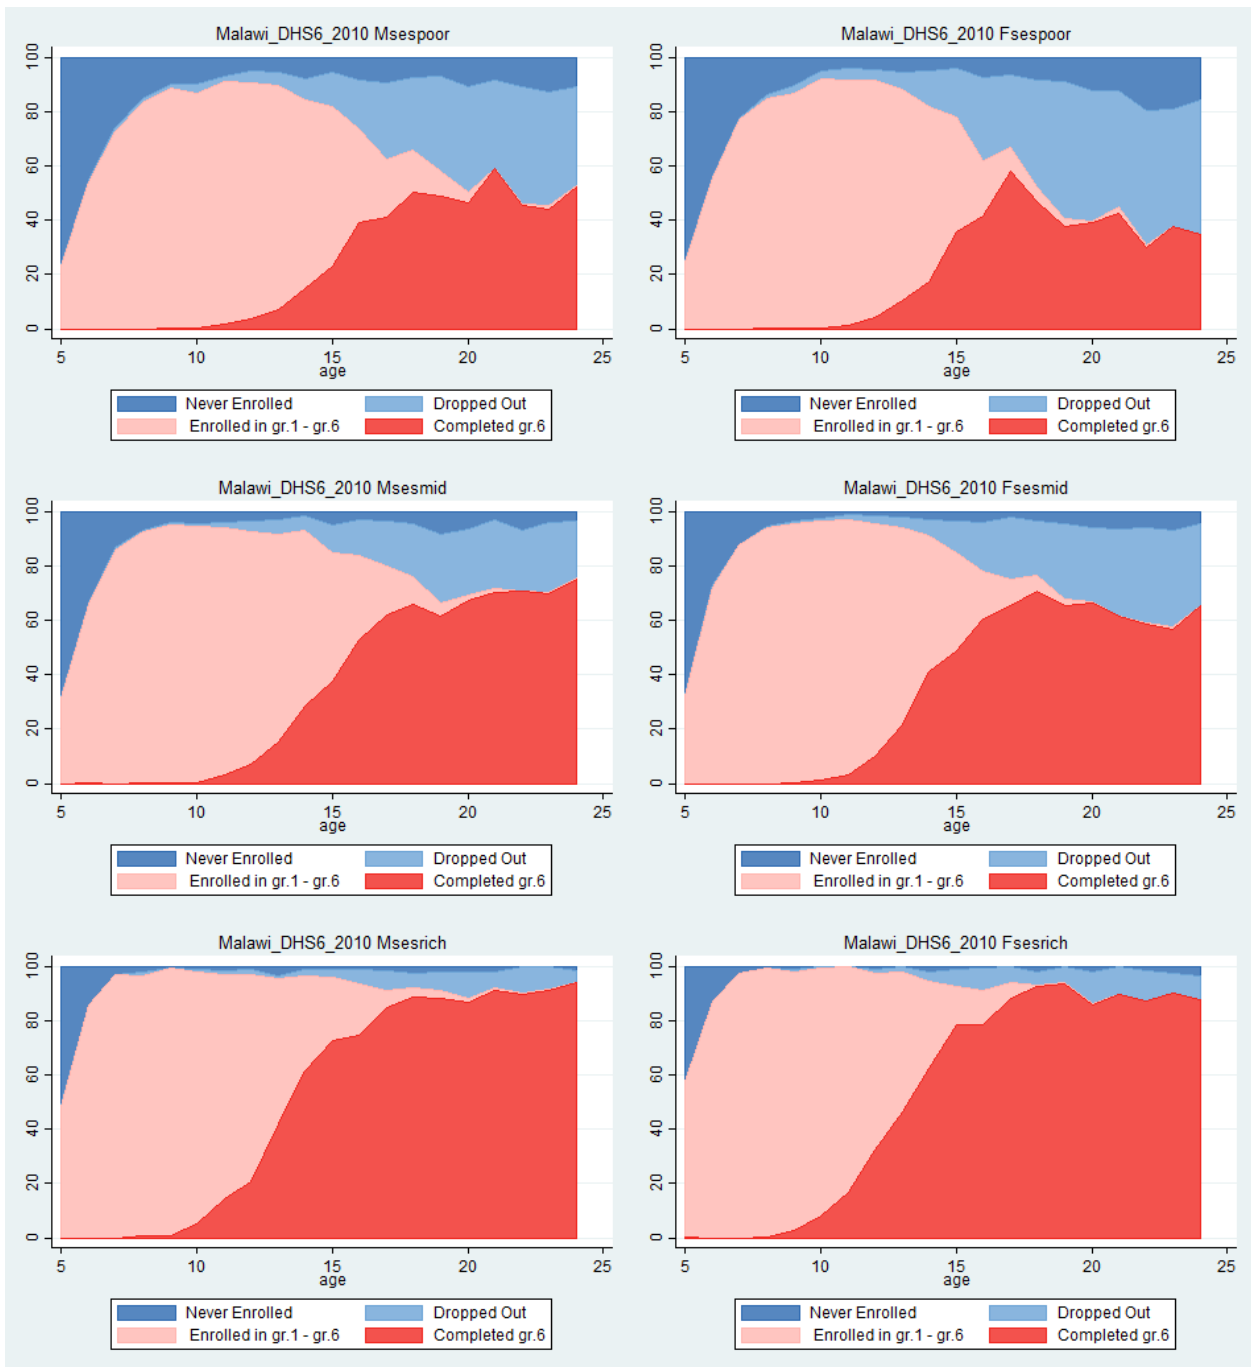 Malawi_DHS6_2010 Msespoor
100
80
60
40
20
0
5 10 15 20 25
age
Never Enrolled Dropped Out
Enrolled in gr.1 - gr.6 Completed gr.6
Malawi_DHS6_2010 Fsespoor
100
80
60
40
20
0
5 10 15 20 25
age
Never Enrolled Dropped Out
Enrolled in gr.1 - gr.6 Completed gr.6
Malawi_DHS6_2010 Msesmid
100
80
60
40
20
0
5 10 15 20 25
age
Never Enrolled Dropped Out
Enrolled in gr.1 - gr.6 Completed gr.6
Malawi_DHS6_2010 Fsesmid
100
80
60
40
20
0
5 10 15 20 25
age
Never Enrolled Dropped Out
Enrolled in gr.1 - gr.6 Completed gr.6
Malawi_DHS6_2010 Msesrich
100
80
60
40
20
0
5 10 15 20 25
age
Never Enrolled Dropped Out
Enrolled in gr.1 - gr.6 Completed gr.6
Malawi_DHS6_2010 Fsesrich
100
80
60
40
20
0
5 10 15 20 25
age
Never Enrolled Dropped Out
Enrolled in gr.1 - gr.6 Completed gr.6